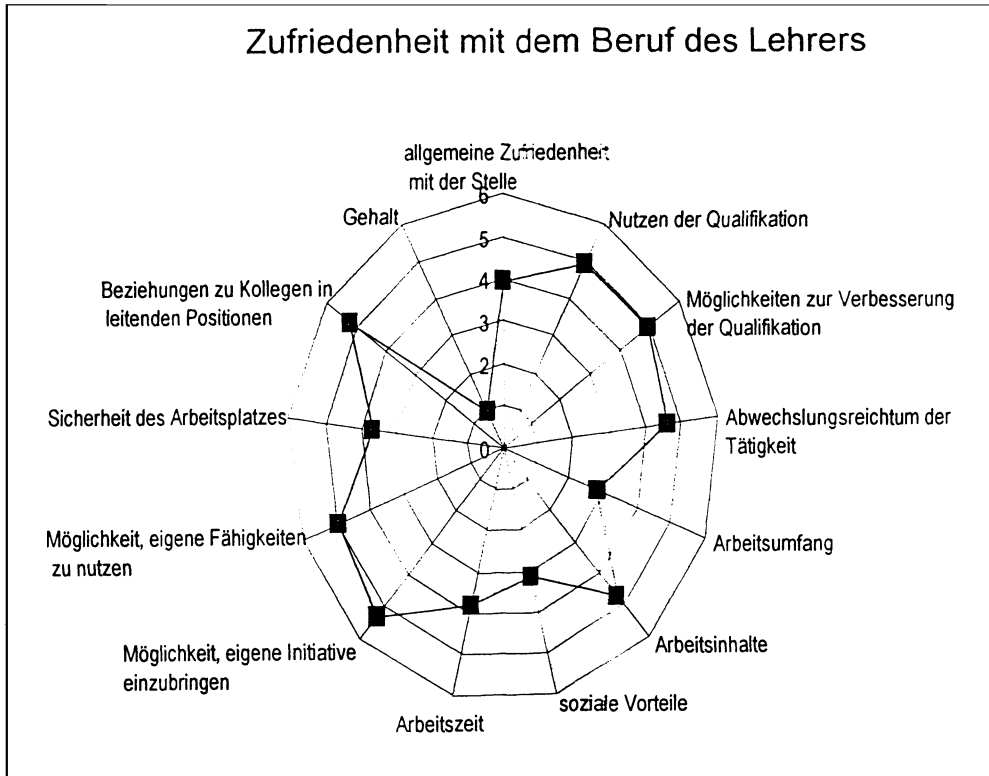 Zufriedenheit mit dem Beruf des Lehrers
allgemeine Zufriedenheit
mit der Stelle
Gehalt
Nutzen der Qualifikation
Beziehungen zu Kollegen in
leitenden Positionen
Möglichkeiten zur Verbesserung
der Qualifikation
Sicherheit des Arbeitsplatzes
Abwechslungsreichtum der
Tätigkeit
Möglichkeit, eigene Fähigkeiten
zu nutzen
Arbeitsumfang
Möglichkeit, eigene Initiative
einzubringen
Arbeitsinhalte
Arbeitszeit
soziale Vorteile
6
5
4
3
2
0